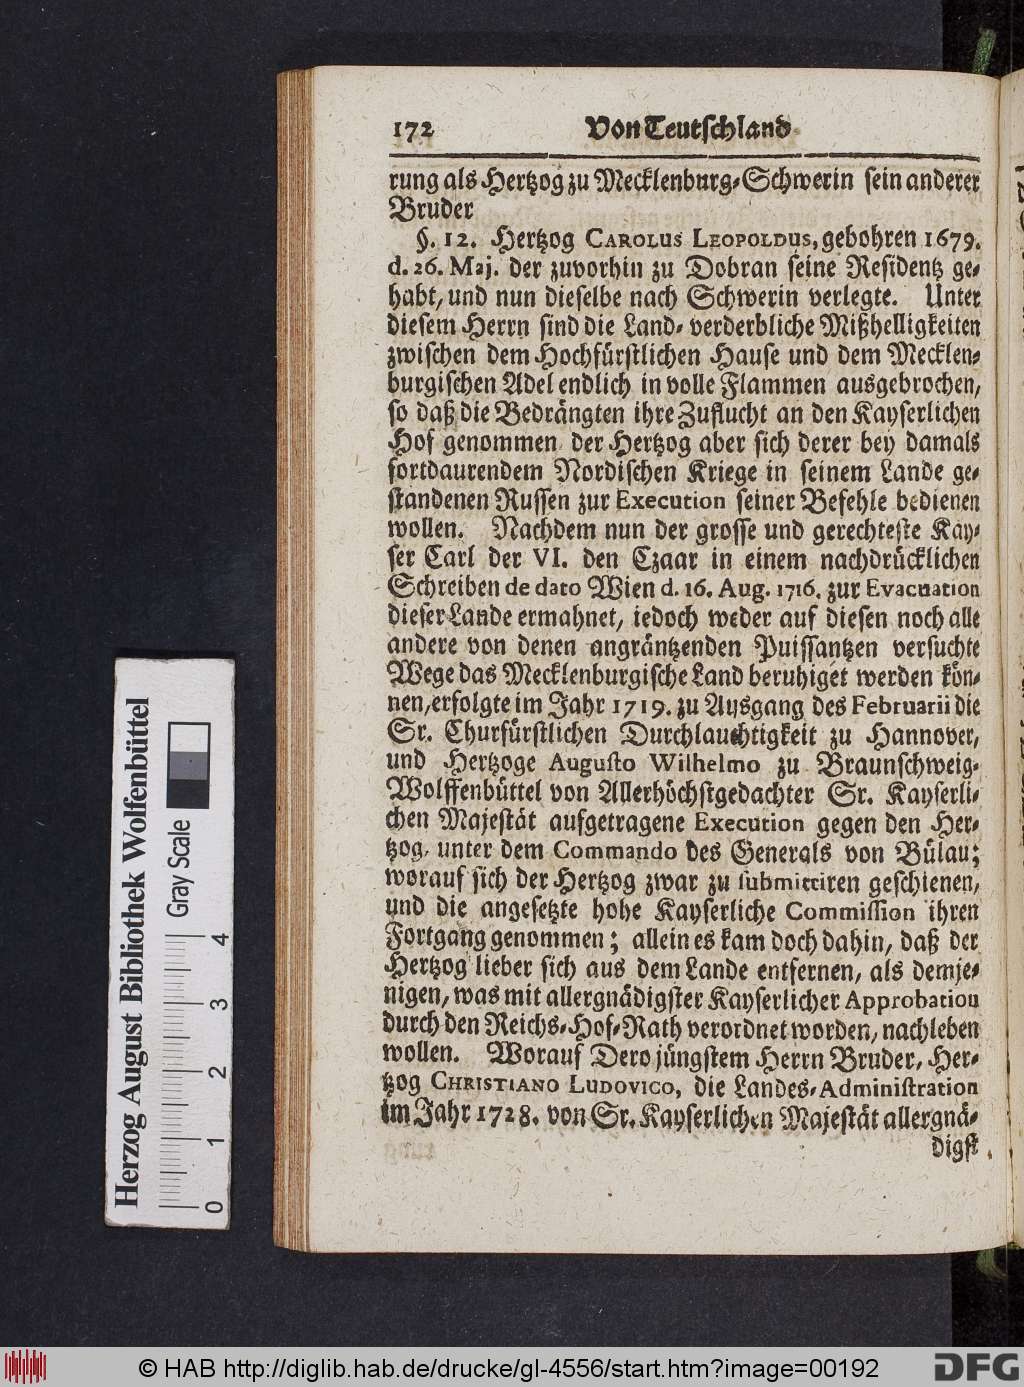 172 Von Teutschland
rung als Hertzog zu Mecklenburg-Schwerin sein anderer
Bruder
§. 12. Hertzog CAROLUS LEOPOLDUS, gebohren 1679.
d. 26. Maj. der zuvorhin zu Dobran seine Residentz ge-
habt, und nun dieselbe nach Schwerin verlegte. Unter
diesem Herrn sind die Land-verderbliche Mißhelligkeiten
zwischen dem Hochfürstlichen Hause und dem Mecklen-
burgischen Adel endlich in volle Flammen ausgebrochen,
so daß die Bedrängten ihre Zuflucht an den Kayserlichen
Hof genommen der Hertzog aber sich derer bey damals
fortdaurendem Nordischen Kriege in seinem Lande ge-
standenen Russen zur Execution seiner Befehle bedienen
wollen. Nachdem nun der grosse und gerechteste Kay-
ser Carl der VI. den Czaar in einem nachdrücklichen
Schreiben de dato Wien d. 16. Aug. 1716. zur Evacuation
dieser Lande ermahnet, iedoch weder auf diesen noch alle
andere von denen angräntzenden Puissantzen versuchte
Wege das Mecklenburgische Land beruhiget werden kön-
nen, erfolgte im Jahr 1719. zu Ausgang des Februarii die
Sr. Churfürstlichen Durchlauchtigkeit zu Hannover,
und Hertzoge Augusto Wilhelmo zu Braunschweig-
Wolffenbüttel von Allerhöchstgedachter Sr. Kayserli-
chen Majestät aufgetragene Execution gegen den Her-
tzog, unter dem Commando des Generals von Bülau;
worauf sich der Hertzog zwar zu submittiren geschienen,
und die angesetzte hohe Kayserliche Commission ihren
Fortgang genommen; allein es kam doch dahin, daß der
Hertzog lieber sich aus dem Lande entfernen, als demje-
nigen, was mit allergnädigster Kayserlicher Approbation
durch den Reichs-Hof-Rath verordnet worden, nachleben
wollen. Worauf Dero jüngstem Herrn Bruder, Her-
tzog CHRISTIANO LUDOVICO, die Landes-Administration
im Jahr 1728. von Sr. Kayserlichen Majestät allergnä-
digst
Herzog August Bibliothek Wolfenbüttel
Gray Scale
0 1 2 3 4
© HAB http://diglib.hab.de/drucke/gl-4556/start.htm?image=00192
DFG